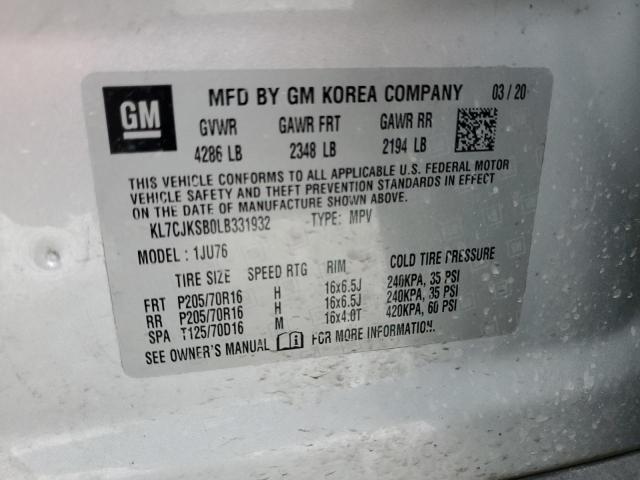 GM
MFD BY GM KOREA COMPANY 03/20
GVWR GAWR FRT GAWR RR
4286 LB 2348 LB 2194 LB
THIS VEHICLE CONFORMS TO ALL APPLICABLE U.S. FEDERAL MOTOR
VEHICLE SAFETY AND THEFT PREVENTION STANDARDS IN EFFECT
ON THE DATE OF MANUFACTURE SHOWN ABOVE.
KL7CJKSB0LB331932 TYPE: MPV
MODEL: 1JU76
TIRE SIZE SPEED RTG RIM COLD TIRE PRESSURE
FRT P205/70R16 H 16x6.5J 240KPA, 35 PSI
RR P205/70R16 H 16x6.5J 240KPA, 35 PSI
SPA T125/70D16 M 16x4.0T 420KPA, 60 PSI
SEE OWNER'S MANUAL FOR MORE INFORMATION.